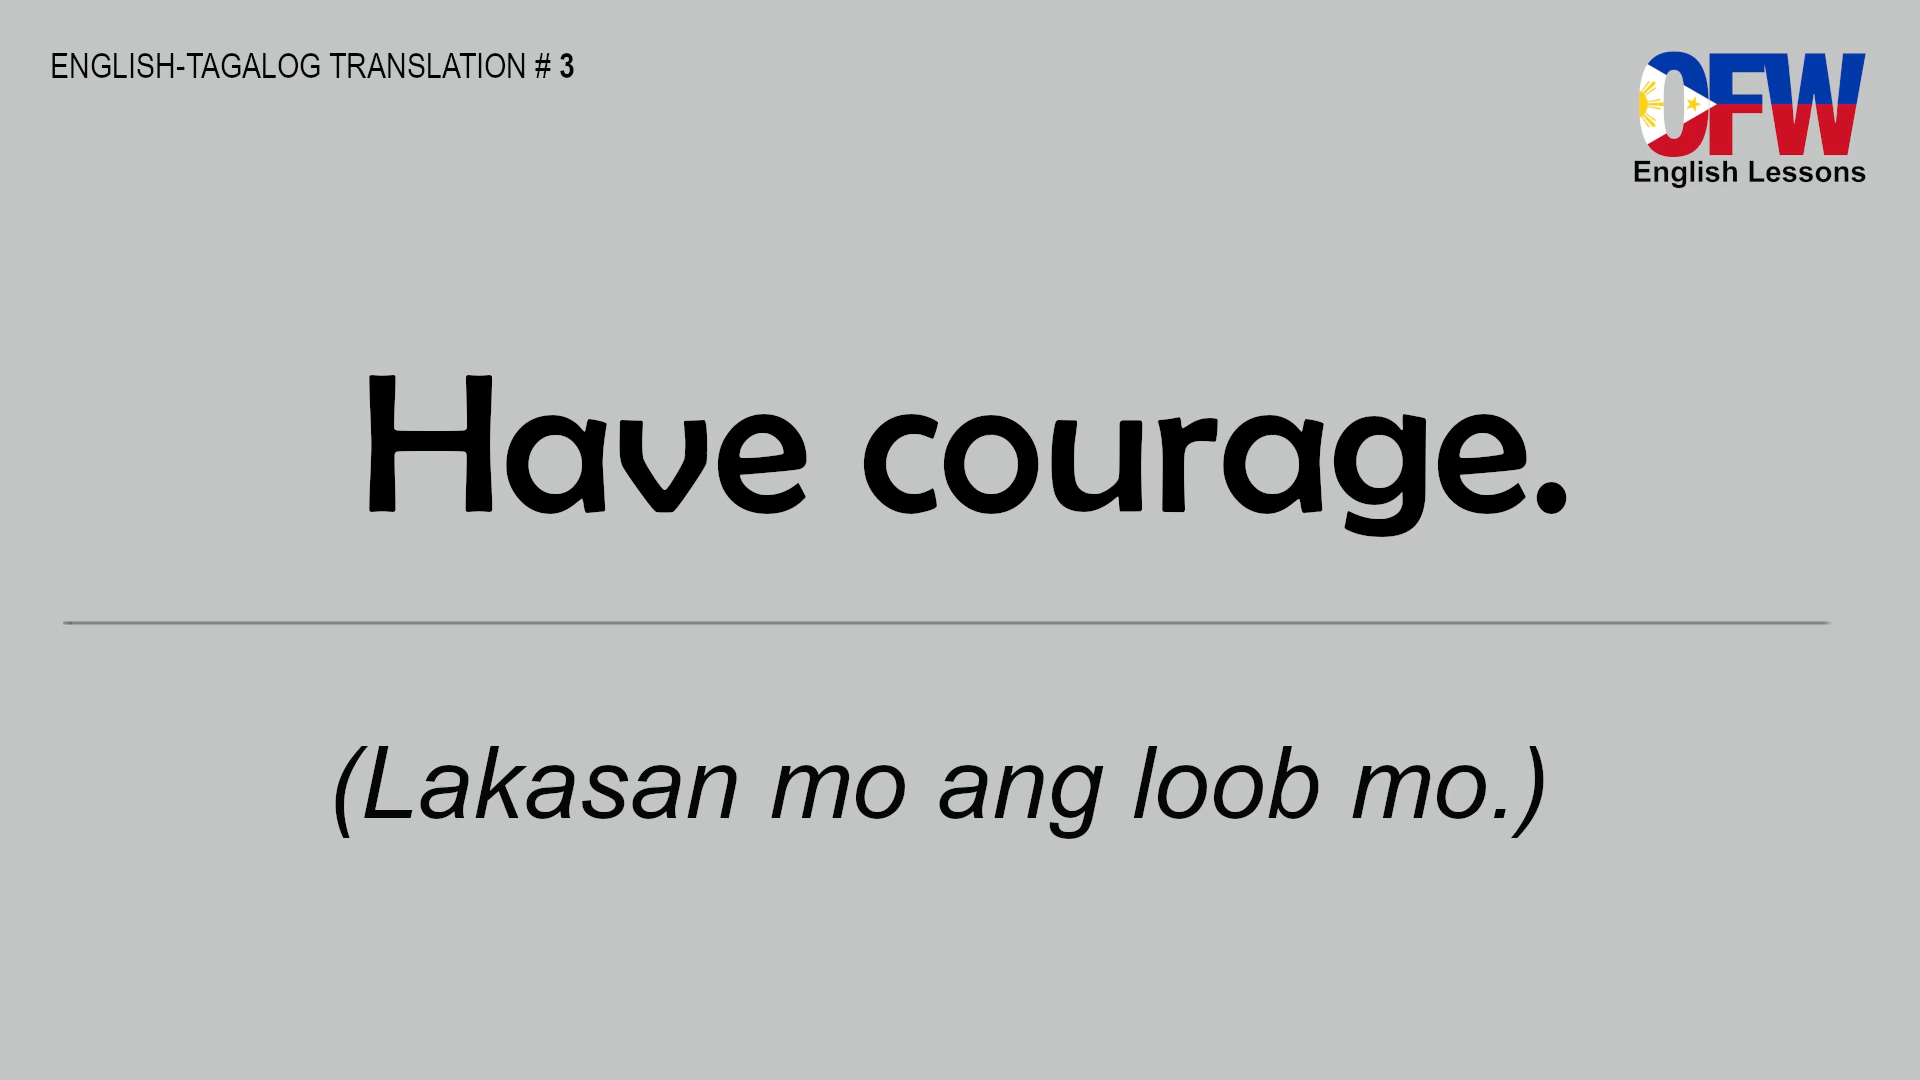 ENGLISH-TAGALOG TRANSLATION # 3
OFW
English Lessons
Have courage.
(Lakasan mo ang loob mo.)